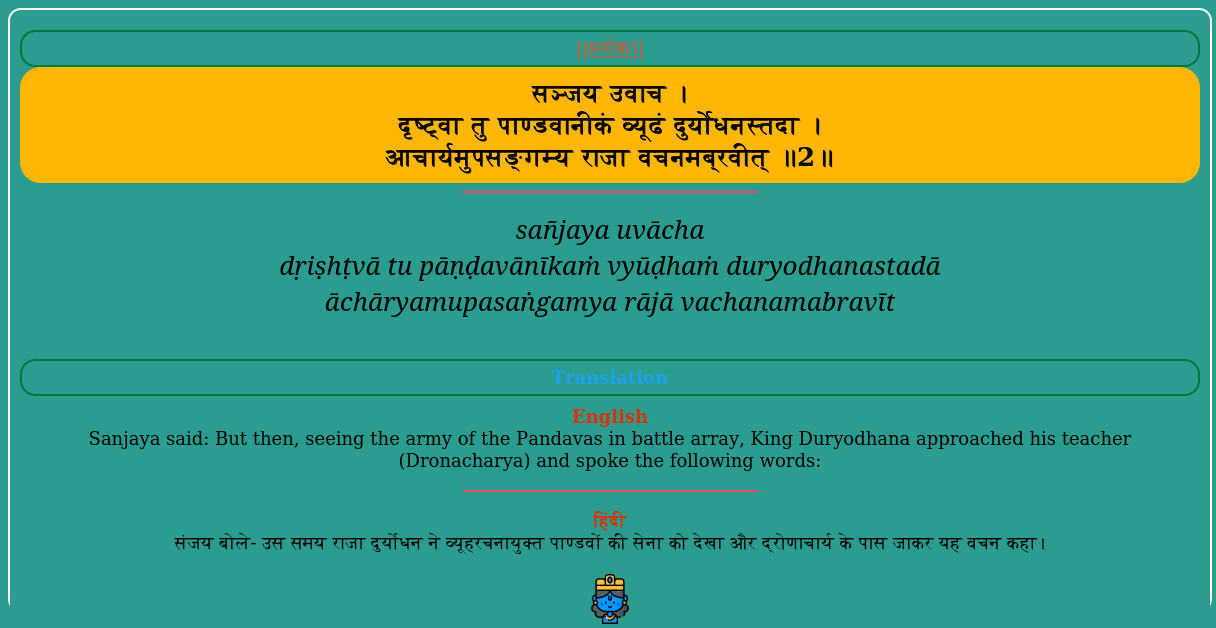 ||श्लोक||
सञ्जय उवाच ।
दृष्ट्वा तु पाण्डवानीकं व्यूढं दुर्योधनस्तदा ।
आचार्यमुपसङ्गम्य राजा वचनमब्रवीत् ॥2॥
sañjaya uvācha
dṛiṣhṭvā tu pāṇḍavānīkaṁ vyūḍhaṁ duryodhanastadā
āchāryamupasaṅgamya rājā vachanamabravīt
Translation
English
Sanjaya said: But then, seeing the army of the Pandavas in battle array, King Duryodhana approached his teacher
(Dronacharya) and spoke the following words:
हिंदी
संजय बोले- उस समय राजा दुर्योधन ने व्यूहरचनायुक्त पाण्डवों की सेना को देखा और द्रोणाचार्य के पास जाकर यह वचन कहा।